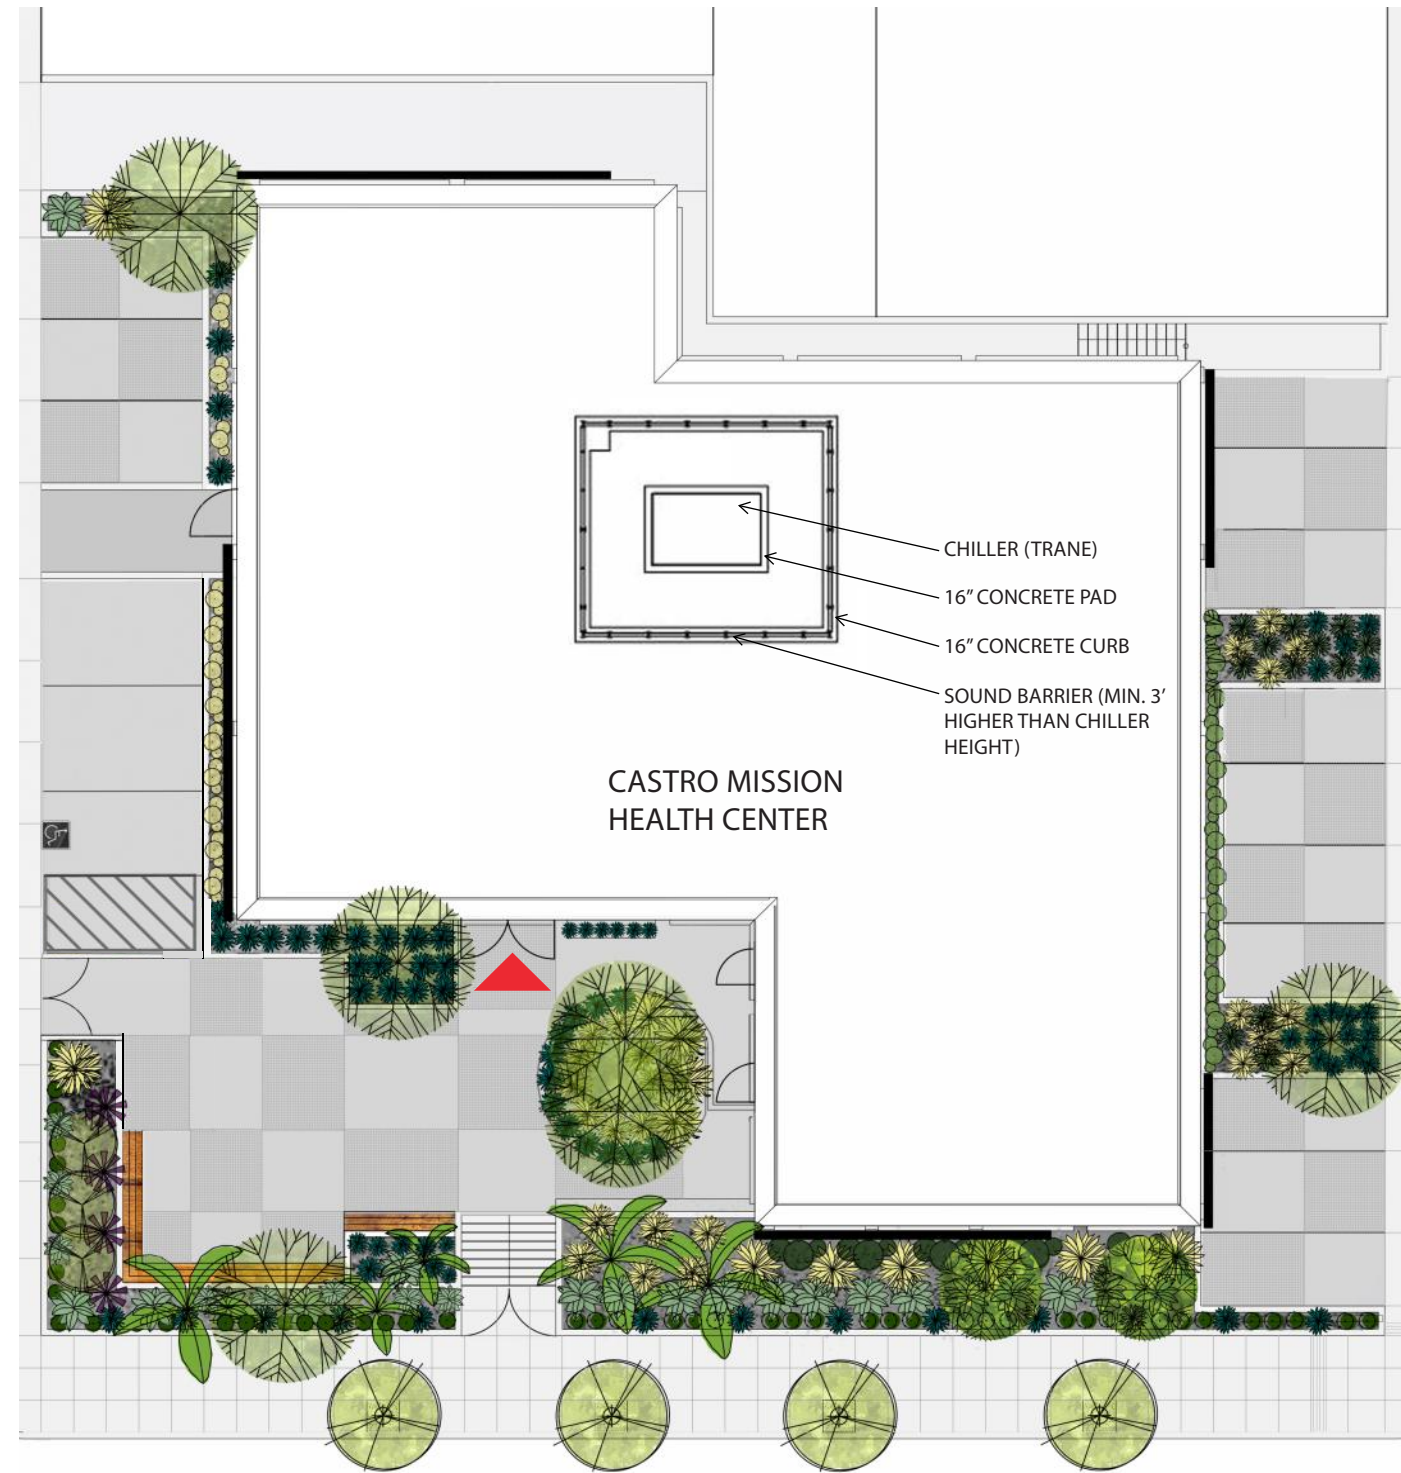 CHILLER (TRANE)
16” CONCRETE PAD
16” CONCRETE CURB
SOUND BARRIER (MIN. 3’
HIGHER THAN CHILLER
HEIGHT)
CASTRO MISSION
HEALTH CENTER